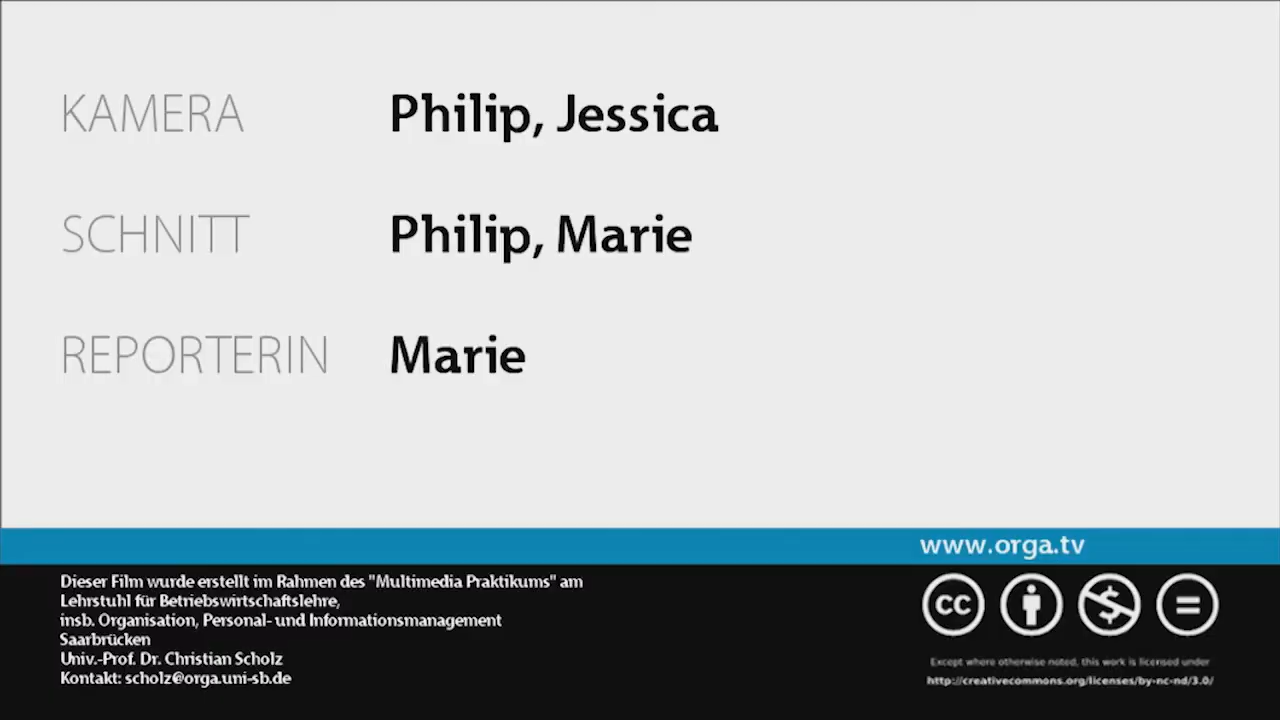 KAMERA Philip, Jessica
SCHNITT Philip, Marie
REPORTERIN Marie
www.orga.tv
Dieser Film wurde erstellt im Rahmen des "Multimedia Praktikums" am
Lehrstuhl für Betriebswirtschaftslehre,
insb. Organisation, Personal- und Informationsmanagement
Saarbrücken
Univ.-Prof. Dr. Christian Scholz
Kontakt: scholz@orga.uni-sb.de
cc
Except where otherwise noted, this work is licensed under
http://creativecommons.org/licenses/by-nc-nd/3.0/